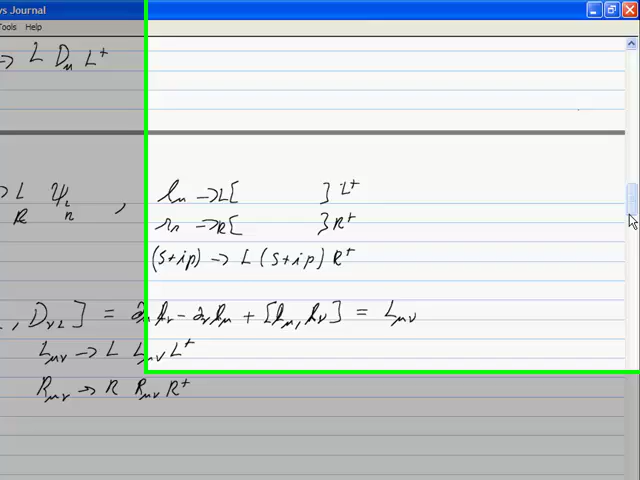 ys Journal
Tools Help
-> L D_μ L⁺
-> L/R ψ_L/R , l_μ -> L[ ] L⁺
r_μ -> R[ ] R⁺
(s+ip) -> L (s+ip) R⁺
, D_νL ] = ∂_μ l_ν - ∂_ν l_μ + [l_μ, l_ν] = L_μν
L_μν -> L L_μν L⁺
R_μν -> R R_μν R⁺